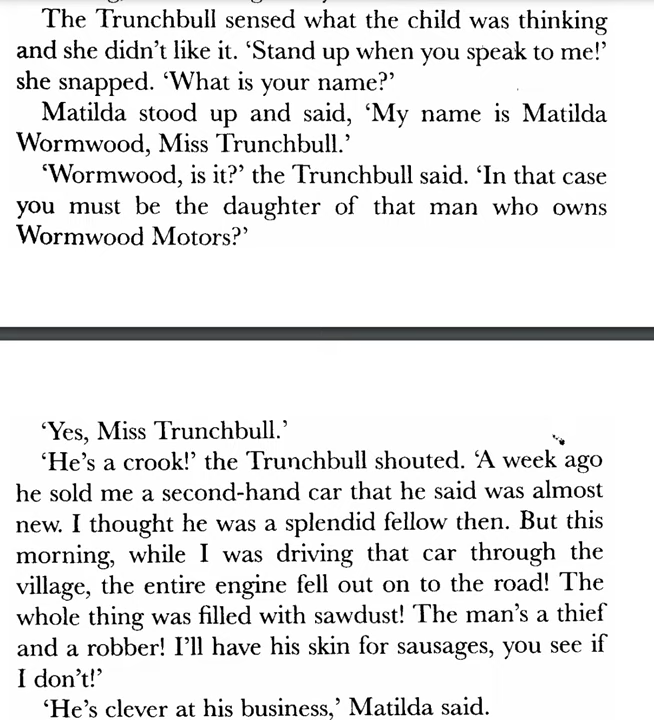 The Trunchbull sensed what the child was thinking
and she didn’t like it. ‘Stand up when you speak to me!’
she snapped. ‘What is your name?’
Matilda stood up and said, ‘My name is Matilda
Wormwood, Miss Trunchbull.’
‘Wormwood, is it?’ the Trunchbull said. ‘In that case
you must be the daughter of that man who owns
Wormwood Motors?’
‘Yes, Miss Trunchbull.’
‘He’s a crook!’ the Trunchbull shouted. ‘A week ago
he sold me a second-hand car that he said was almost
new. I thought he was a splendid fellow then. But this
morning, while I was driving that car through the
village, the entire engine fell out on to the road! The
whole thing was filled with sawdust! The man’s a thief
and a robber! I’ll have his skin for sausages, you see if
I don’t!’
‘He’s clever at his business,’ Matilda said.